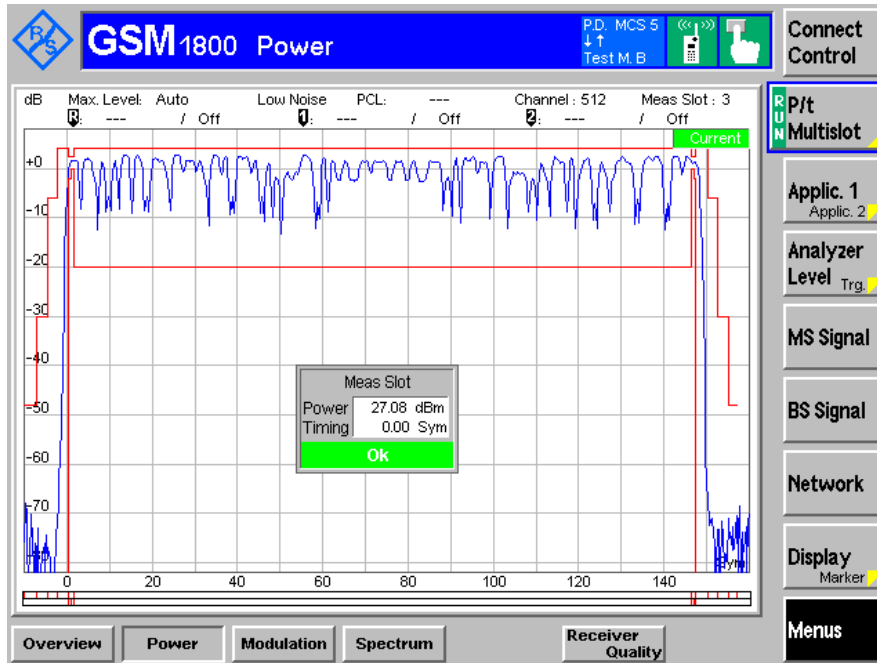 R/S
GSM 1800 Power
P.D. MCS 5
↓↑
Test M. B
Connect Control
dB Max. Level: Auto Low Noise PCL: --- Channel : 512 Meas Slot : 3
R: --- / Off 1: --- / Off 2: --- / Off
Current
RUN
P/t Multislot
+0
-10
-20
-30
-40
-50
-60
-70
Meas Slot
Power 27.08 dBm
Timing 0.00 Sym
Ok
0 20 40 60 80 100 120 140
Applic. 1
Applic. 2
Analyzer
Level Trg.
MS Signal
BS Signal
Network
Display
Marker
Menus
Overview Power Modulation Spectrum Receiver Quality